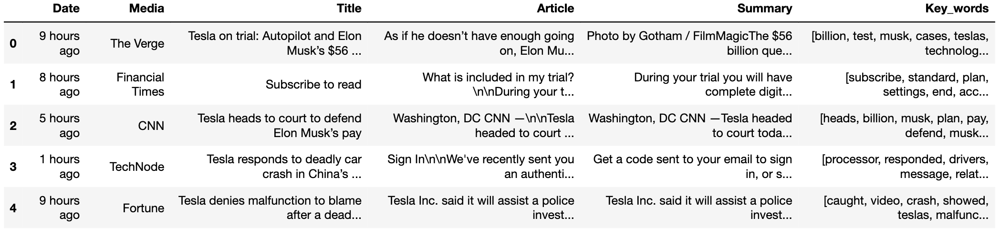 Date Media Title Article Summary Key_words
0 9 hours ago The Verge Tesla on trial: Autopilot and Elon Musk’s $56 ... As if he doesn’t have enough going on, Elon Mu... Photo by Gotham / FilmMagicThe $56 billion que... [billion, test, musk, cases, teslas, technolog...
1 8 hours ago Financial Times Subscribe to read What is included in my trial? \n\nDuring your t... During your trial you will have complete digit... [subscribe, standard, plan, settings, end, acc...
2 5 hours ago CNN Tesla heads to court to defend Elon Musk’s pay Washington, DC CNN —\n\nTesla headed to court ... Washington, DC CNN —Tesla headed to court toda... [heads, billion, musk, plan, pay, defend, musk...
3 1 hours ago TechNode Tesla responds to deadly car crash in China’s ... Sign In\n\nWe've recently sent you an authenti... Get a code sent to your email to sign in, or s... [processor, responded, drivers, message, relat...
4 9 hours ago Fortune Tesla denies malfunction to blame after a dead... Tesla Inc. said it will assist a police invest... Tesla Inc. said it will assist a police invest... [caught, video, crash, showed, teslas, malfunc...